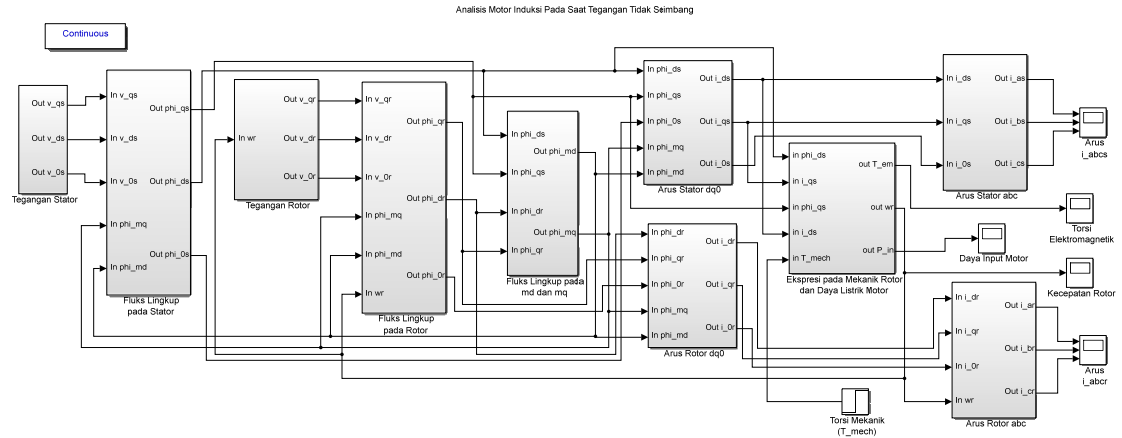 Analisis Motor Induksi Pada Saat Tegangan Tidak Seimbang
Continuous
Out v_qs
Out v_ds
Out v_0s
Tegangan Stator
In v_qs
In v_ds
In v_0s
In phi_mq
In phi_md
Out phi_qs
Out phi_ds
Out phi_0s
Fluks Lingkup
pada Stator
In wr
Out v_qr
Out v_dr
Out v_0r
Tegangan Rotor
In v_qr
In v_dr
In v_0r
In phi_mq
In phi_md
In wr
Out phi_qr
Out phi_dr
Out phi_0r
Fluks Lingkup
pada Rotor
In phi_ds
In phi_qs
In phi_dr
In phi_qr
Out phi_md
Out phi_mq
Fluks Lingkup pada
md dan mq
In phi_ds
In phi_qs
In phi_0s
In phi_mq
In phi_md
Out i_ds
Out i_qs
Out i_0s
Arus Stator dq0
In phi_dr
In phi_qr
In phi_0r
In phi_mq
In phi_md
Out i_dr
Out i_qr
Out i_0r
Arus Rotor dq0
in phi_ds
in i_qs
in phi_qs
in i_ds
in T_mech
out T_em
out wr
out P_in
Ekspresi pada Mekanik Rotor
dan Daya Listrik Motor
In i_ds
In i_qs
In i_0s
Out i_as
Out i_bs
Out i_cs
Arus Stator abc
Arus
i_abcs
Torsi
Elektromagnetik
Daya Input Motor
Kecepatan Rotor
In i_dr
In i_qr
In i_0r
In wr
Out i_ar
Out i_br
Out i_cr
Arus Rotor abc
Arus
i_abcr
Torsi Mekanik
(T_mech)